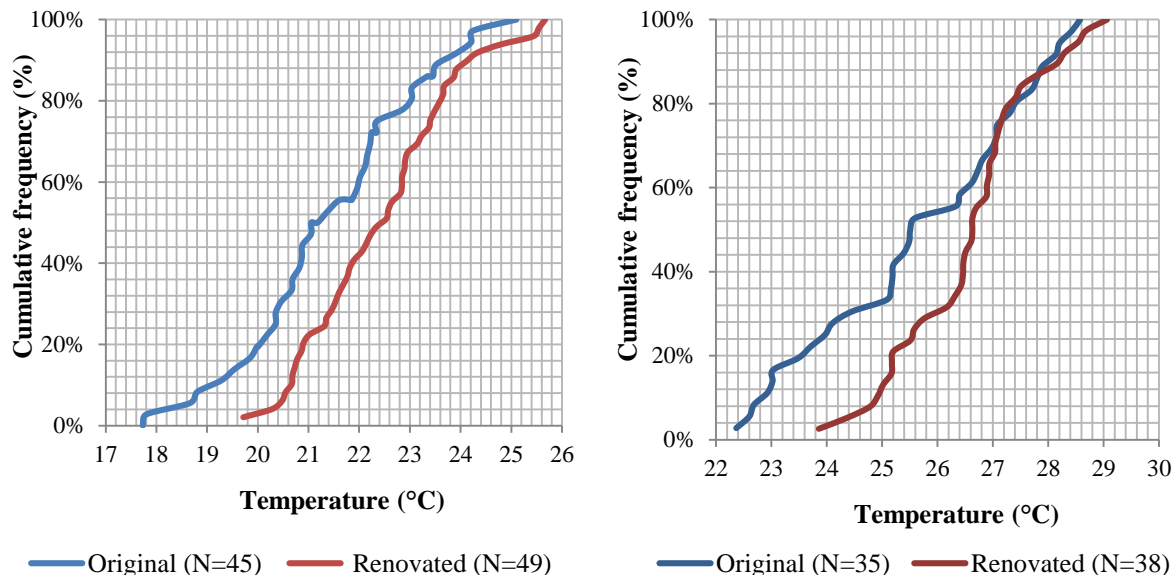 Cumulative frequency (%)
100%
80%
60%
40%
20%
0%
17 18 19 20 21 22 23 24 25 26
Temperature (°C)
Original (N=45) Renovated (N=49)
Cumulative frequency (%)
100%
80%
60%
40%
20%
0%
22 23 24 25 26 27 28 29 30
Temperature (°C)
Original (N=35) Renovated (N=38)